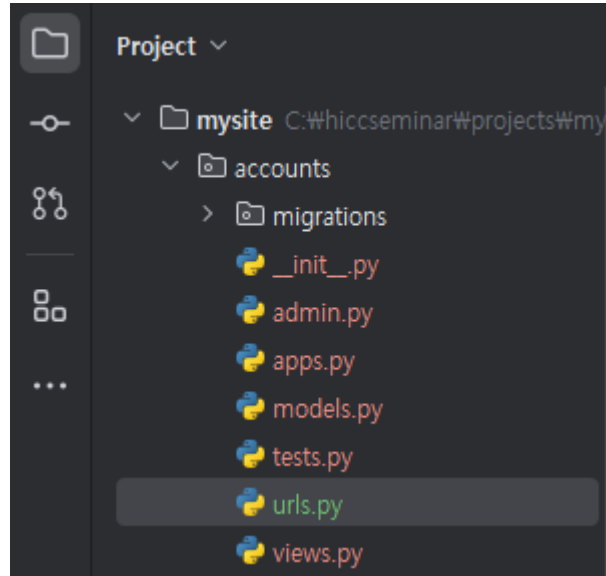 Project
mysite C:₩hiccseminar₩projects₩my
accounts
migrations
__init__.py
admin.py
apps.py
models.py
tests.py
urls.py
views.py